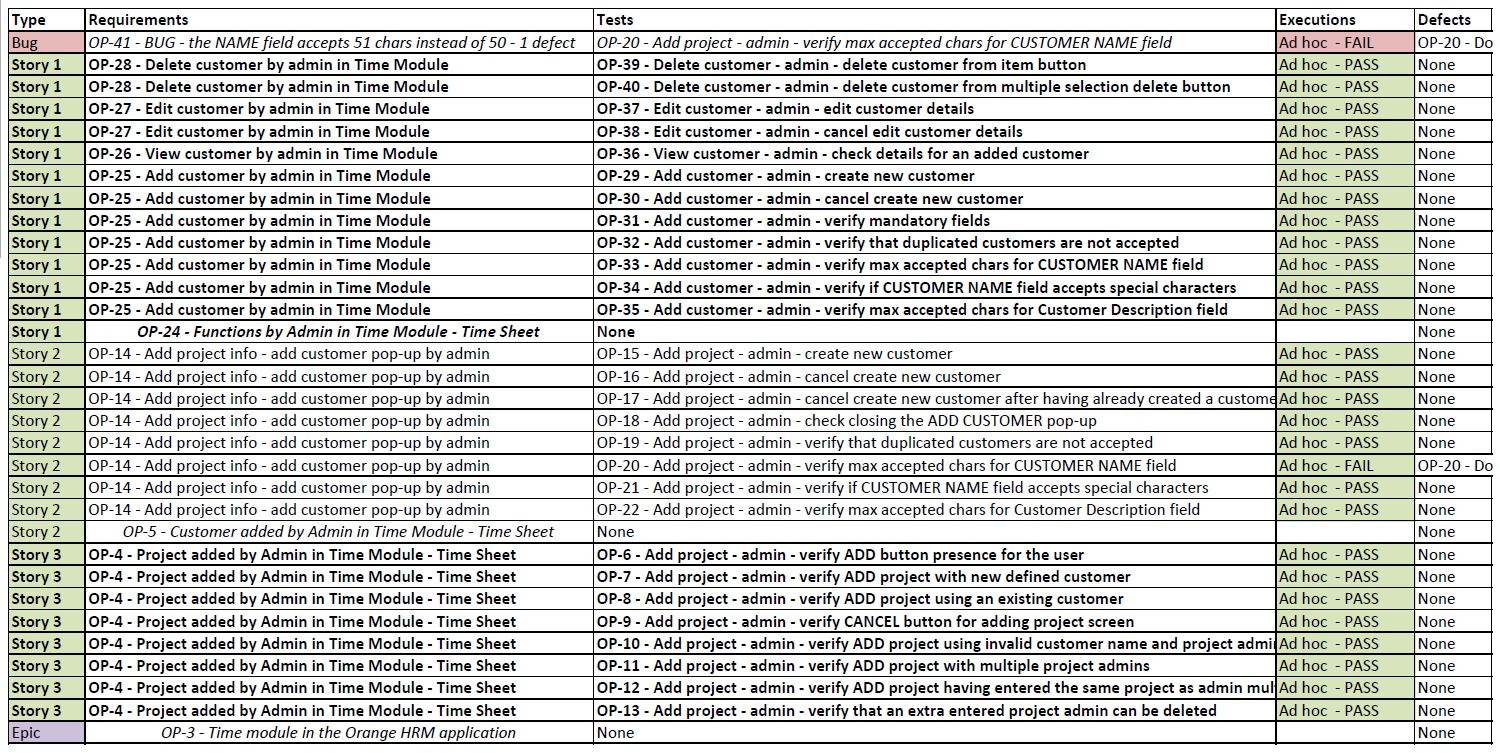 Type Requirements Tests Executions Defects
Bug OP-41 - BUG - the NAME field accepts 51 chars instead of 50 - 1 defect OP-20 - Add project - admin - verify max accepted chars for CUSTOMER NAME field Ad hoc - FAIL OP-20 - Do
Story 1 OP-28 - Delete customer by admin in Time Module OP-39 - Delete customer - admin - delete customer from item button Ad hoc - PASS None
Story 1 OP-28 - Delete customer by admin in Time Module OP-40 - Delete customer - admin - delete customer from multiple selection delete button Ad hoc - PASS None
Story 1 OP-27 - Edit customer by admin in Time Module OP-37 - Edit customer - admin - edit customer details Ad hoc - PASS None
Story 1 OP-27 - Edit customer by admin in Time Module OP-38 - Edit customer - admin - cancel edit customer details Ad hoc - PASS None
Story 1 OP-26 - View customer by admin in Time Module OP-36 - View customer - admin - check details for an added customer Ad hoc - PASS None
Story 1 OP-25 - Add customer by admin in Time Module OP-29 - Add customer - admin - create new customer Ad hoc - PASS None
Story 1 OP-25 - Add customer by admin in Time Module OP-30 - Add customer - admin - cancel create new customer Ad hoc - PASS None
Story 1 OP-25 - Add customer by admin in Time Module OP-31 - Add customer - admin - verify mandatory fields Ad hoc - PASS None
Story 1 OP-25 - Add customer by admin in Time Module OP-32 - Add customer - admin - verify that duplicated customers are not accepted Ad hoc - PASS None
Story 1 OP-25 - Add customer by admin in Time Module OP-33 - Add customer - admin - verify max accepted chars for CUSTOMER NAME field Ad hoc - PASS None
Story 1 OP-25 - Add customer by admin in Time Module OP-34 - Add customer - admin - verify if CUSTOMER NAME field accepts special characters Ad hoc - PASS None
Story 1 OP-25 - Add customer by admin in Time Module OP-35 - Add customer - admin - verify max accepted chars for Customer Description field Ad hoc - PASS None
Story 1 OP-24 - Functions by Admin in Time Module - Time Sheet None None
Story 2 OP-14 - Add project info - add customer pop-up by admin OP-15 - Add project - admin - create new customer Ad hoc - PASS None
Story 2 OP-14 - Add project info - add customer pop-up by admin OP-16 - Add project - admin - cancel create new customer Ad hoc - PASS None
Story 2 OP-14 - Add project info - add customer pop-up by admin OP-17 - Add project - admin - cancel create new customer after having already created a custome Ad hoc - PASS None
Story 2 OP-14 - Add project info - add customer pop-up by admin OP-18 - Add project - admin - check closing the ADD CUSTOMER pop-up Ad hoc - PASS None
Story 2 OP-14 - Add project info - add customer pop-up by admin OP-19 - Add project - admin - verify that duplicated customers are not accepted Ad hoc - PASS None
Story 2 OP-14 - Add project info - add customer pop-up by admin OP-20 - Add project - admin - verify max accepted chars for CUSTOMER NAME field Ad hoc - FAIL OP-20 - Do
Story 2 OP-14 - Add project info - add customer pop-up by admin OP-21 - Add project - admin - verify if CUSTOMER NAME field accepts special characters Ad hoc - PASS None
Story 2 OP-14 - Add project info - add customer pop-up by admin OP-22 - Add project - admin - verify max accepted chars for Customer Description field Ad hoc - PASS None
Story 2 OP-5 - Customer added by Admin in Time Module - Time Sheet None None
Story 3 OP-4 - Project added by Admin in Time Module - Time Sheet OP-6 - Add project - admin - verify ADD button presence for the user Ad hoc - PASS None
Story 3 OP-4 - Project added by Admin in Time Module - Time Sheet OP-7 - Add project - admin - verify ADD project with new defined customer Ad hoc - PASS None
Story 3 OP-4 - Project added by Admin in Time Module - Time Sheet OP-8 - Add project - admin - verify ADD project using an existing customer Ad hoc - PASS None
Story 3 OP-4 - Project added by Admin in Time Module - Time Sheet OP-9 - Add project - admin - verify CANCEL button for adding project screen Ad hoc - PASS None
Story 3 OP-4 - Project added by Admin in Time Module - Time Sheet OP-10 - Add project - admin - verify ADD project using invalid customer name and project admi Ad hoc - PASS None
Story 3 OP-4 - Project added by Admin in Time Module - Time Sheet OP-11 - Add project - admin - verify ADD project with multiple project admins Ad hoc - PASS None
Story 3 OP-4 - Project added by Admin in Time Module - Time Sheet OP-12 - Add project - admin - verify ADD project having entered the same project as admin mul Ad hoc - PASS None
Story 3 OP-4 - Project added by Admin in Time Module - Time Sheet OP-13 - Add project - admin - verify that an extra entered project admin can be deleted Ad hoc - PASS None
Epic OP-3 - Time module in the Orange HRM application None None